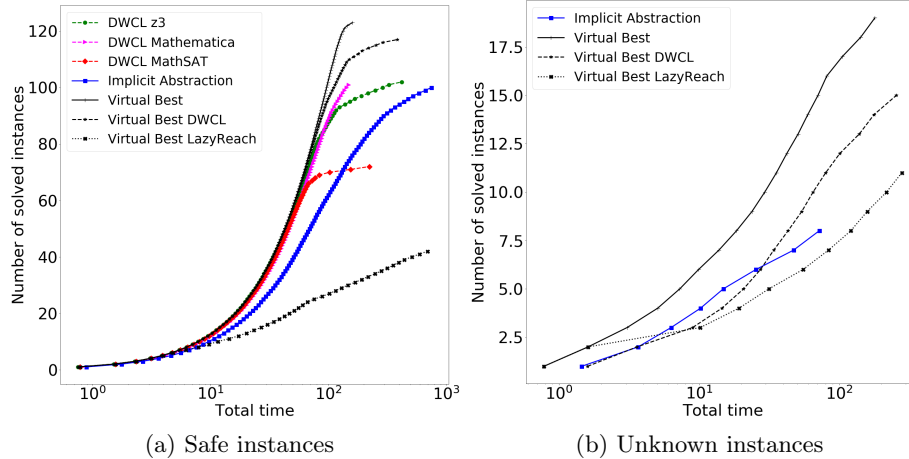 DWCL z3
DWCL Mathematica
DWCL MathSAT
Implicit Abstraction
Virtual Best
Virtual Best DWCL
Virtual Best LazyReach
Number of solved instances
120
100
80
60
40
20
0
10^0
10^1
10^2
10^3
Total time
(a) Safe instances
Implicit Abstraction
Virtual Best
Virtual Best DWCL
Virtual Best LazyReach
Number of solved instances
17.5
15.0
12.5
10.0
7.5
5.0
2.5
10^0
10^1
10^2
Total time
(b) Unknown instances